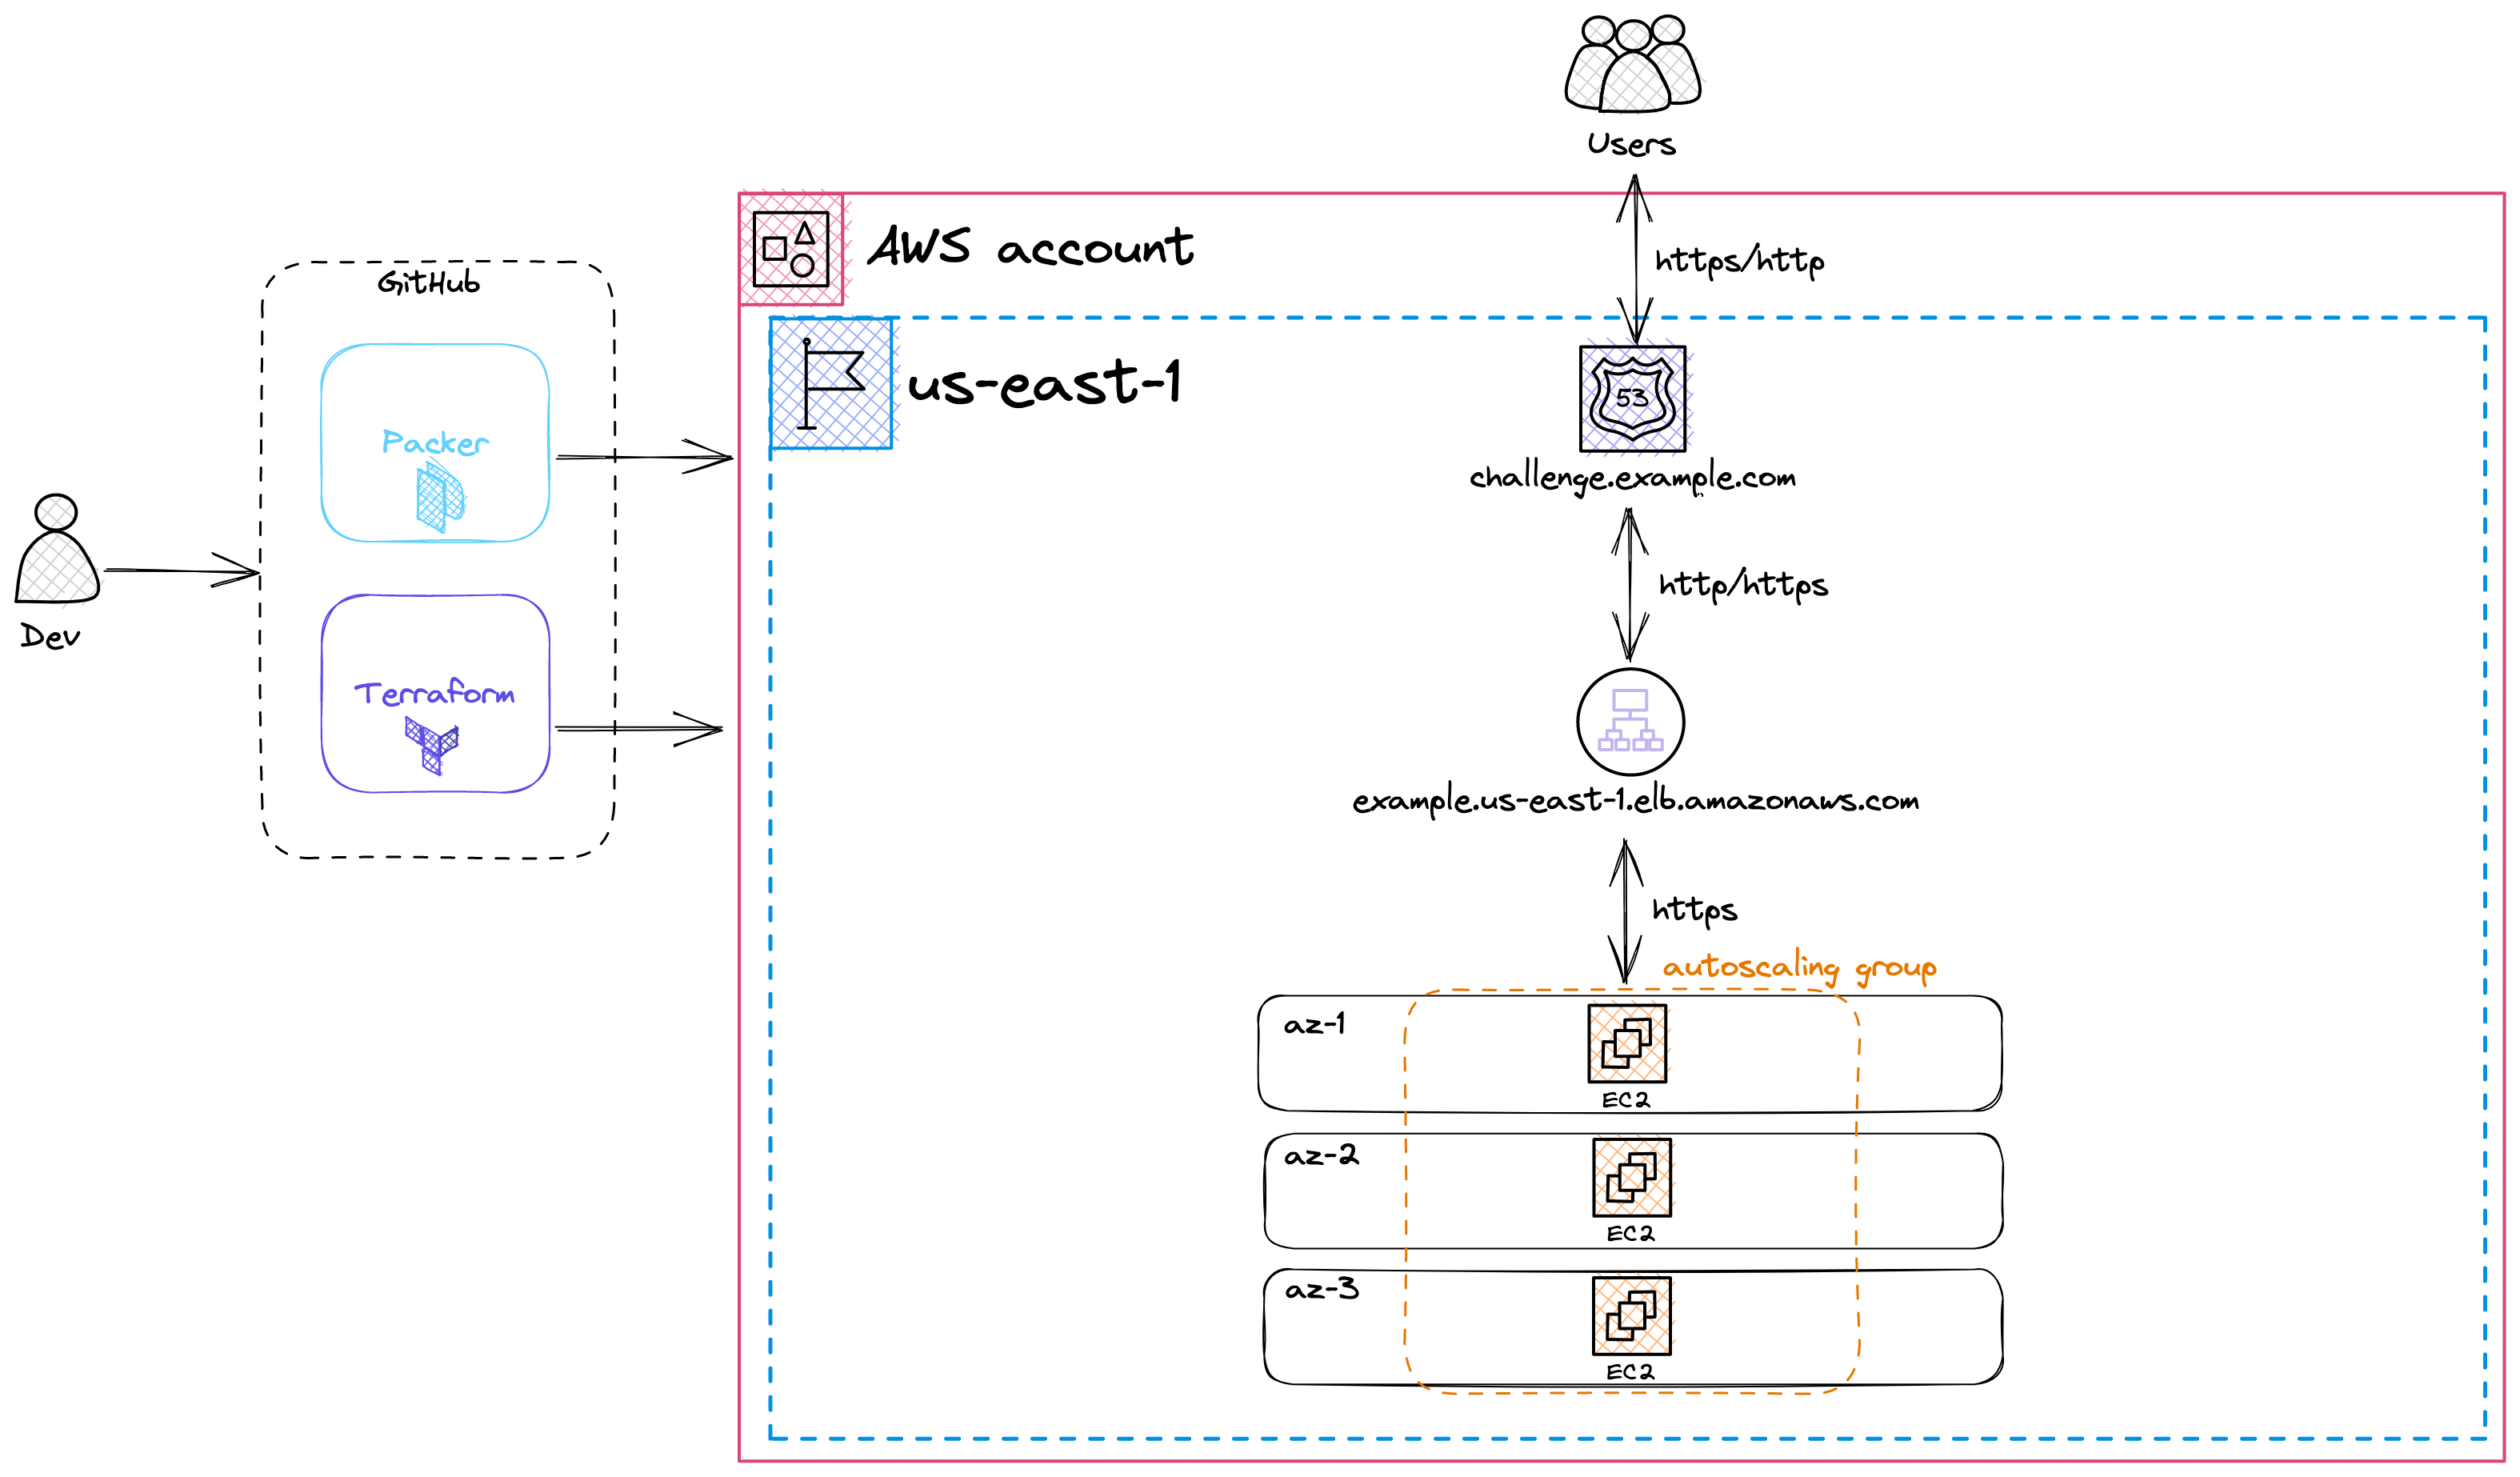 Users
AWS account
https/http
GitHub
us-east-1
53
Packer
challenge.example.com
http/https
Dev
Terraform
example.us-east-1.elb.amazonaws.com
https
autoscaling group
az-1
EC2
az-2
EC2
az-3
EC2